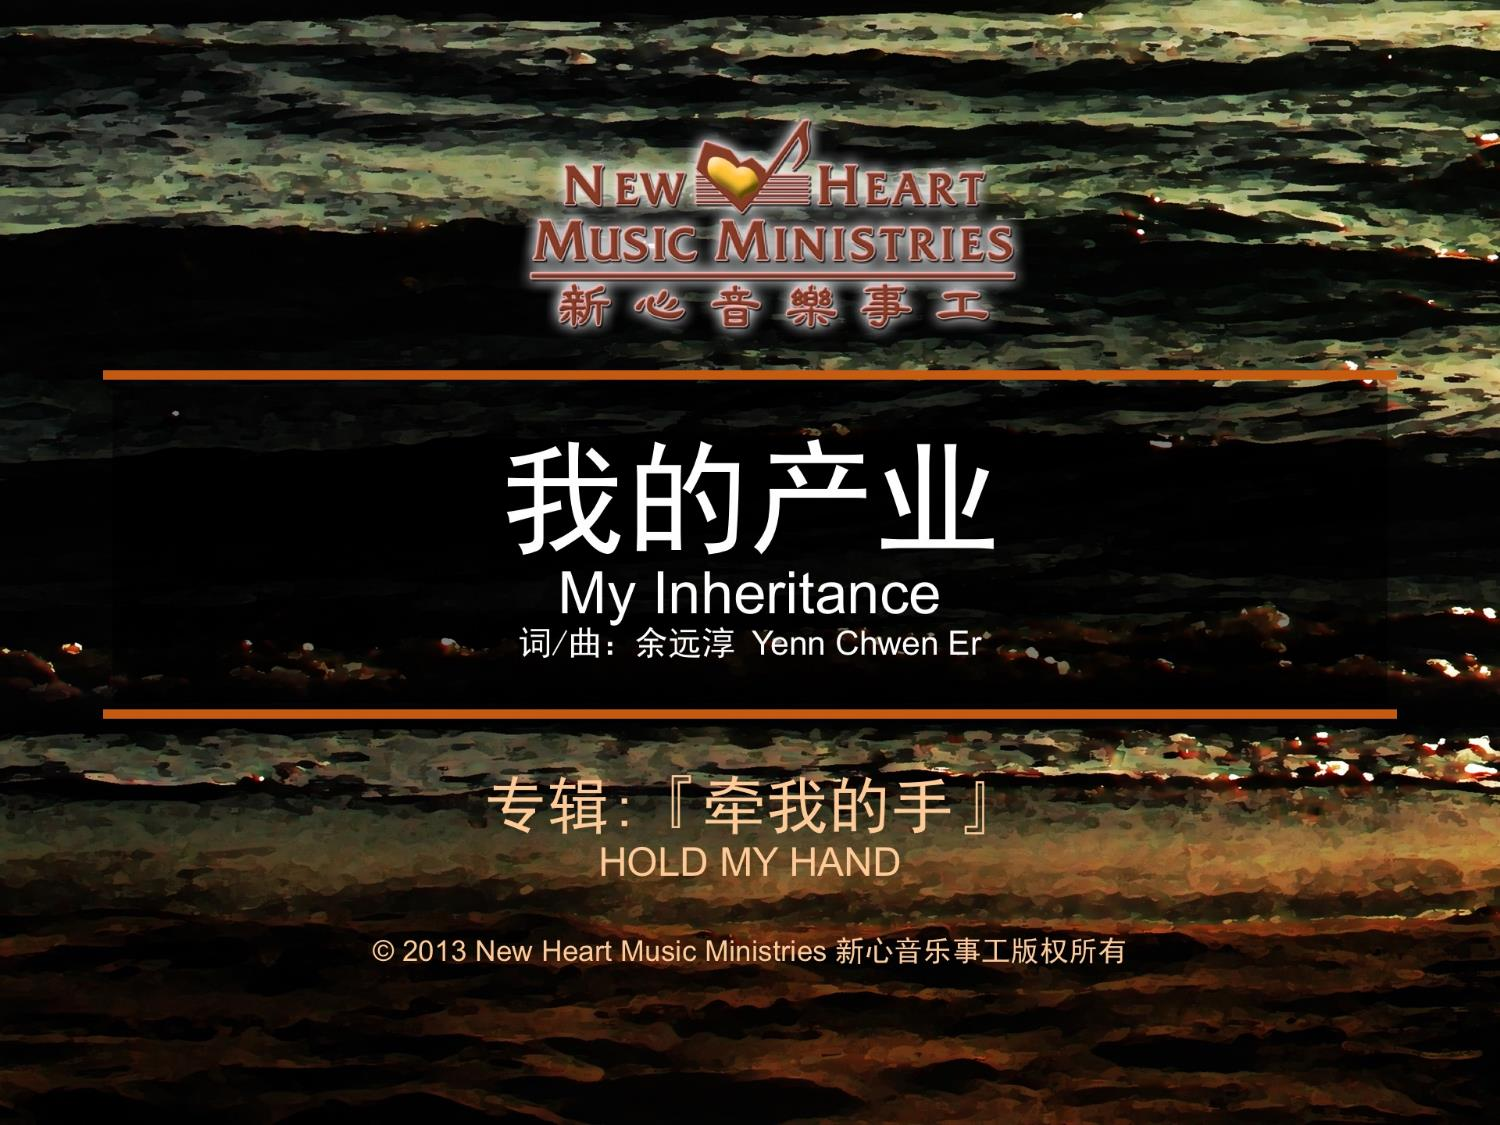 NEW HEART
MUSIC MINISTRIES
新心音樂事工
我的产业
My Inheritance
词/曲：余远淳 Yenn Chwen Er
专辑:『牵我的手』
HOLD MY HAND
© 2013 New Heart Music Ministries 新心音乐事工版权所有